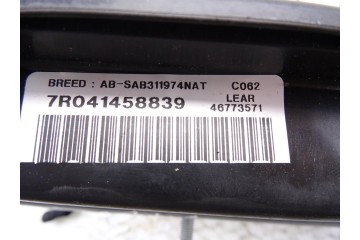 BREED : AB-SAB311974NAT C062
7R041458839 LEAR
46773571